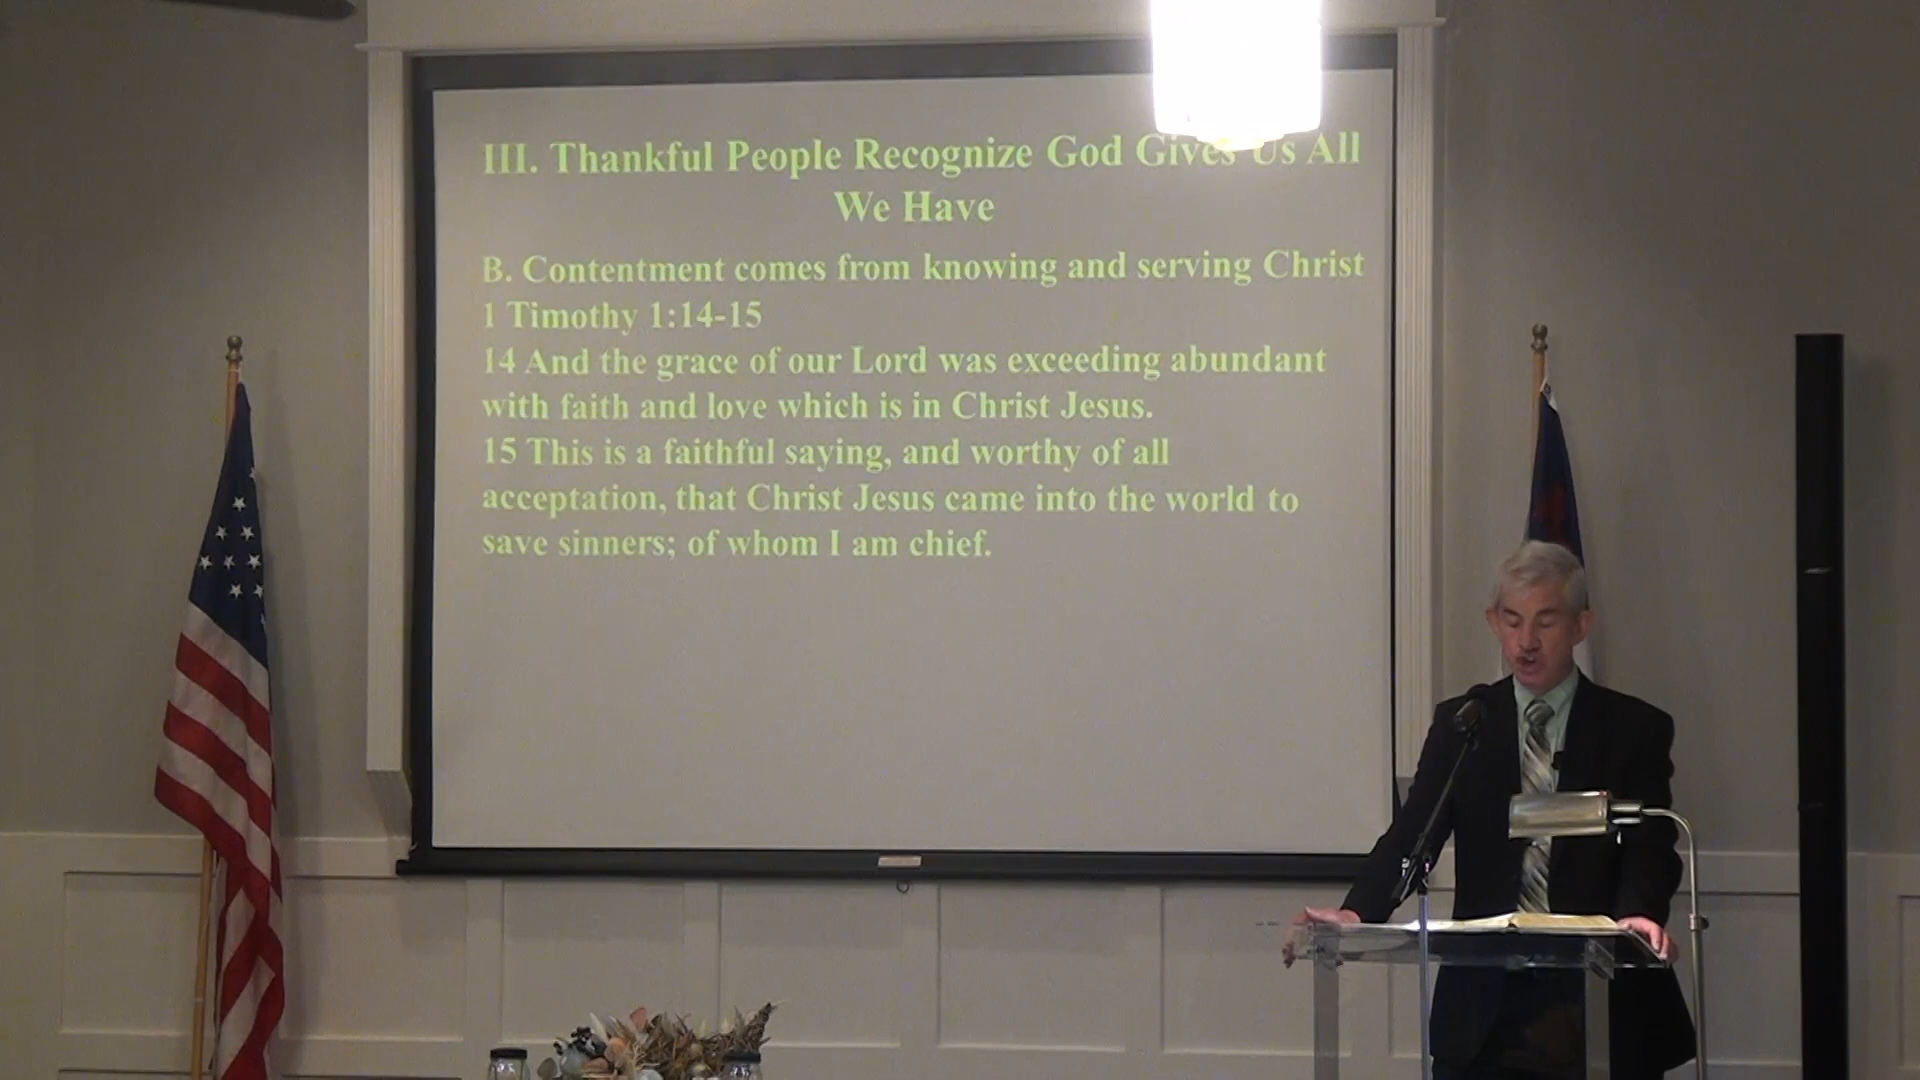 III. Thankful People Recognize God Gives Us All
We Have
B. Contentment comes from knowing and serving Christ
1 Timothy 1:14-15
14 And the grace of our Lord was exceeding abundant
with faith and love which is in Christ Jesus.
15 This is a faithful saying, and worthy of all
acceptation, that Christ Jesus came into the world to
save sinners; of whom I am chief.